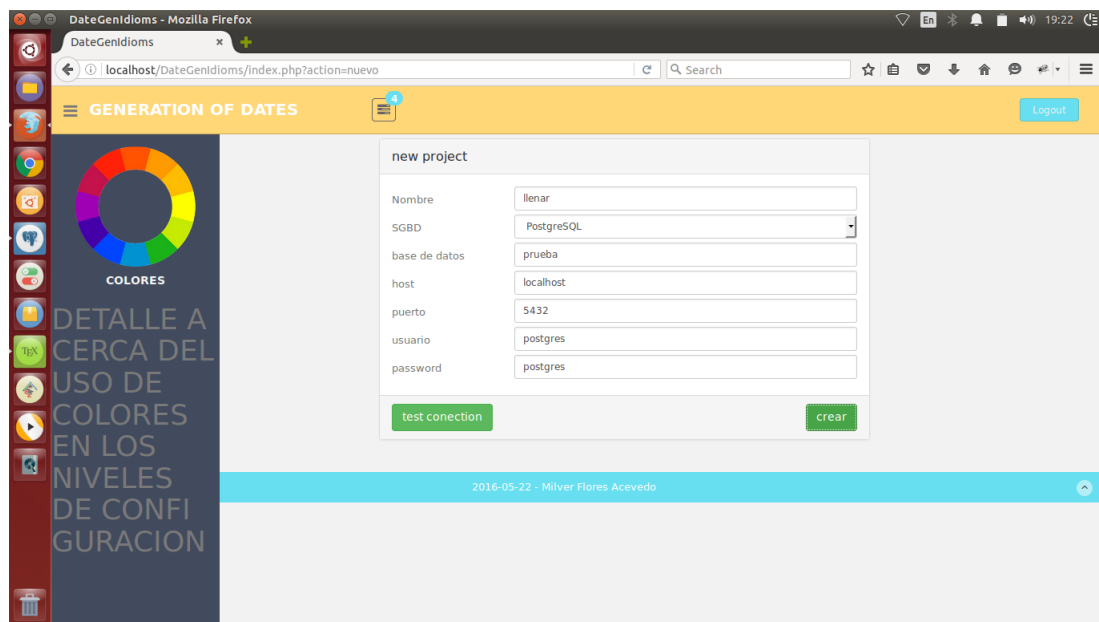 DateGenIdioms - Mozilla Firefox
En
19:22
DateGenIdioms
localhost/DateGenIdioms/index.php?action=nuevo
Search
GENERATION OF DATES
4
Logout
COLORES
DETALLE A
CERCA DEL
USO DE
COLORES
EN LOS
NIVELES
DE CONFI
GURACION
new project
Nombre
llenar
SGBD
PostgreSQL
base de datos
prueba
host
localhost
puerto
5432
usuario
postgres
password
postgres
test conection
crear
2016-05-22 - Milver Flores Acevedo
TEX